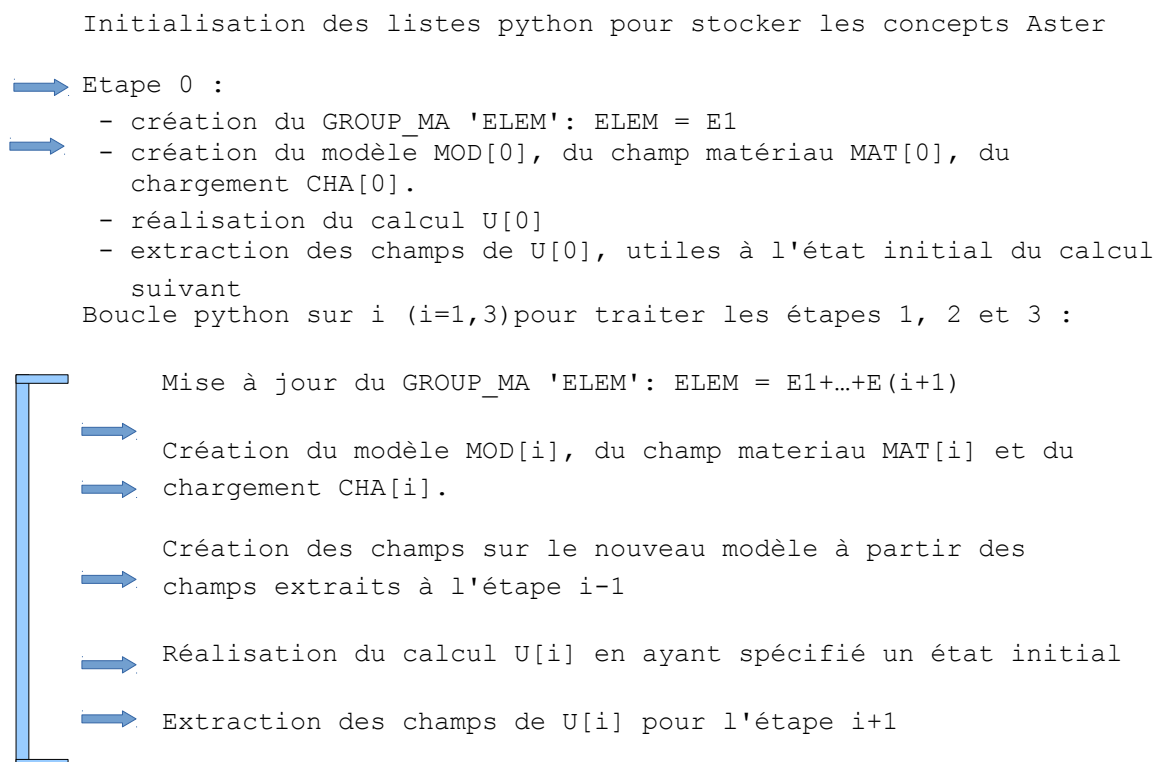 Initialisation des listes python pour stocker les concepts Aster
Etape 0 :
- création du GROUP_MA 'ELEM': ELEM = E1
- création du modèle MOD[0], du champ matériau MAT[0], du
chargement CHA[0].
- réalisation du calcul U[0]
- extraction des champs de U[0], utiles à l'état initial du calcul
suivant
Boucle python sur i (i=1,3)pour traiter les étapes 1, 2 et 3 :
Mise à jour du GROUP_MA 'ELEM': ELEM = E1+…+E(i+1)
Création du modèle MOD[i], du champ materiau MAT[i] et du
chargement CHA[i].
Création des champs sur le nouveau modèle à partir des
champs extraits à l'étape i-1
Réalisation du calcul U[i] en ayant spécifié un état initial
Extraction des champs de U[i] pour l'étape i+1